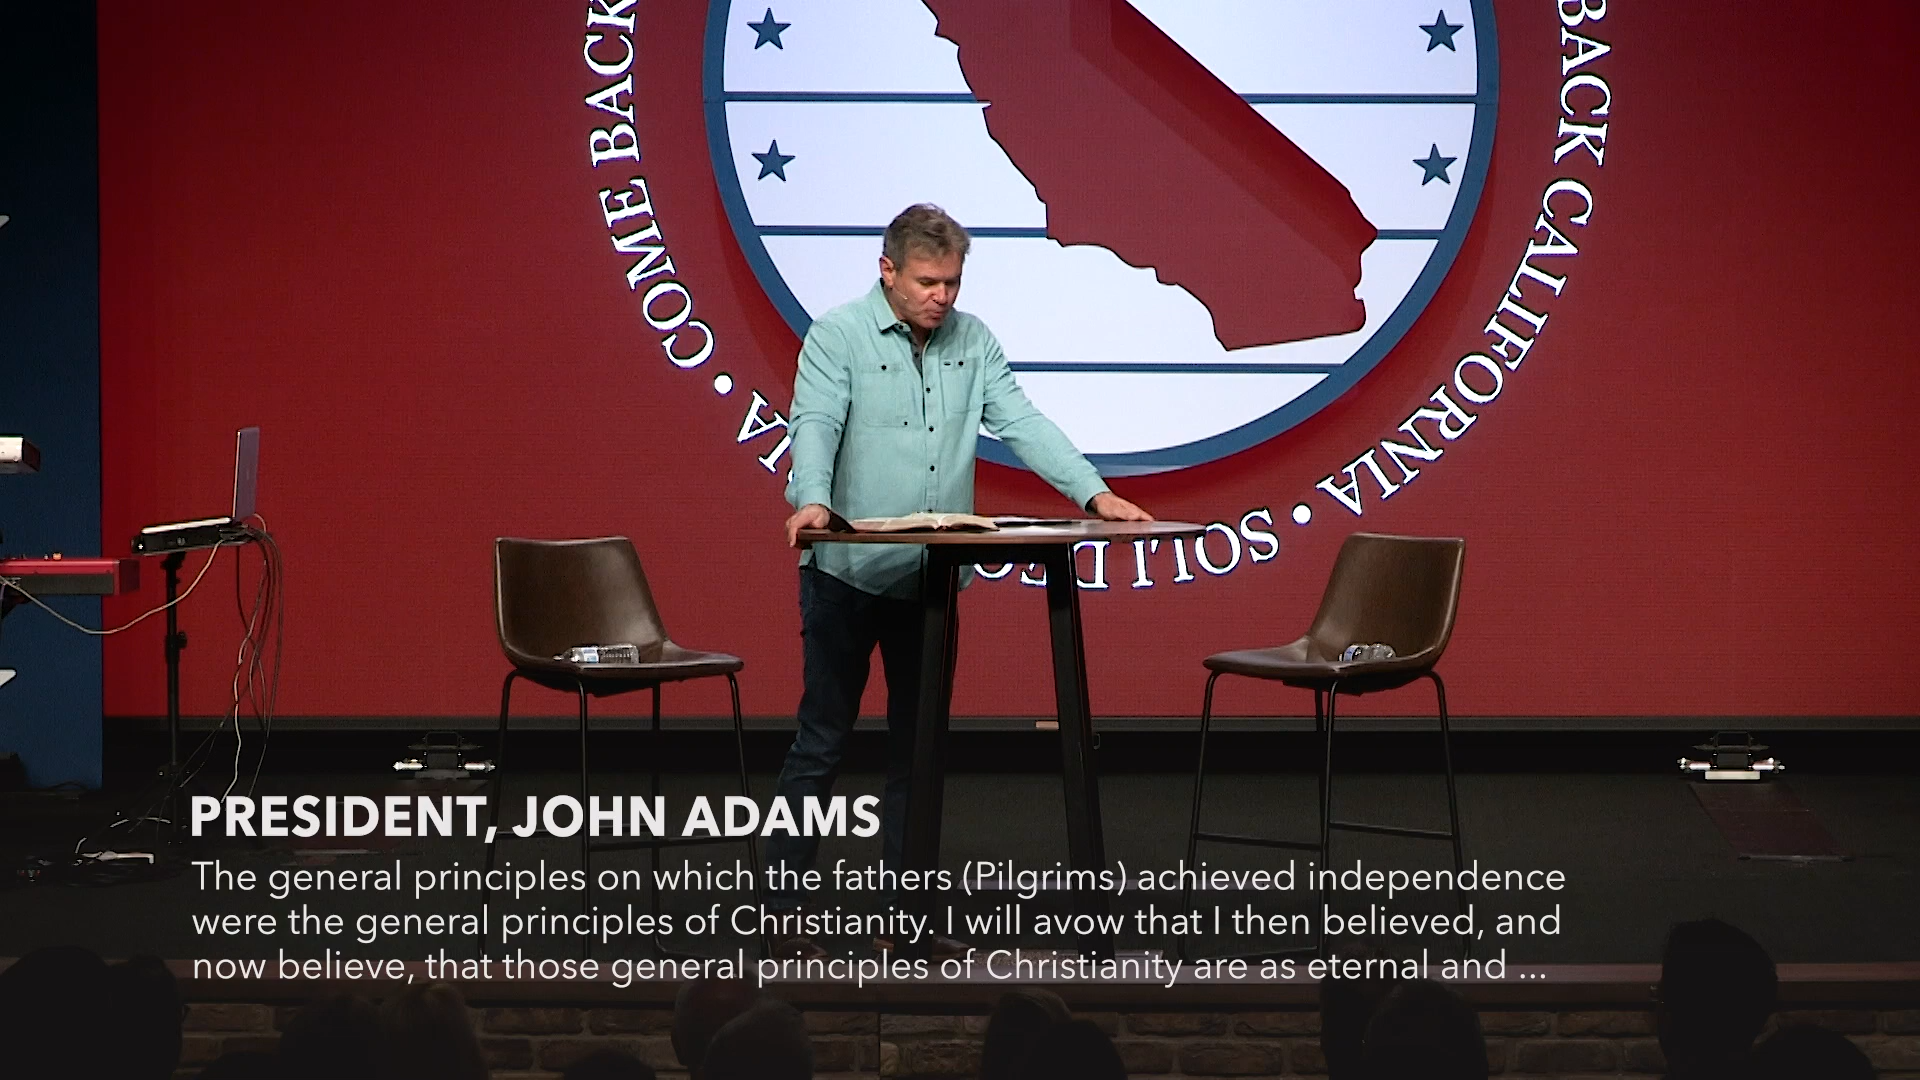 COME BACK
BACK CALIFORNIA
• SOLI DEO
IA •
PRESIDENT, JOHN ADAMS
The general principles on which the fathers (Pilgrims) achieved independence
were the general principles of Christianity. I will avow that I then believed, and
now believe, that those general principles of Christianity are as eternal and ...